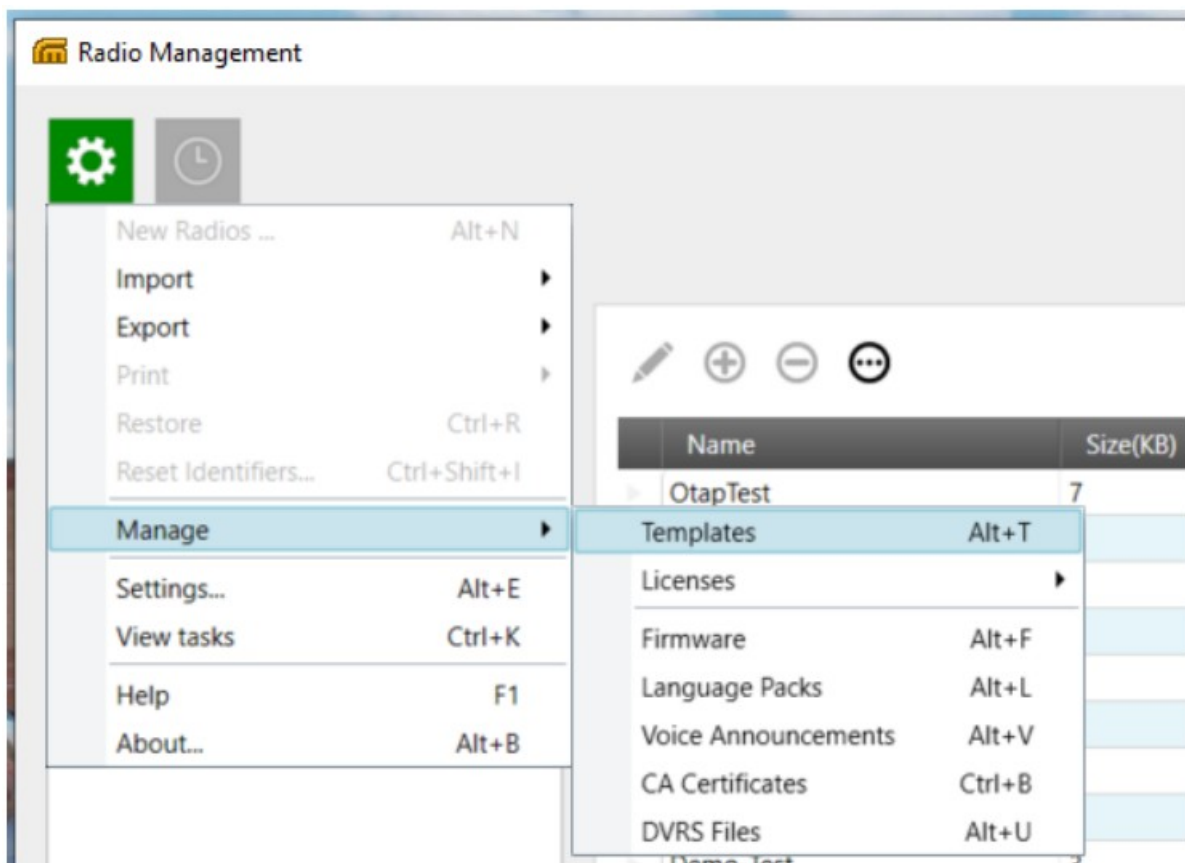 Radio Management
New Radios ... Alt+N
Import
Export
Print
Restore Ctrl+R
Reset Identifiers... Ctrl+Shift+I
Manage
Settings... Alt+E
View tasks Ctrl+K
Help F1
About... Alt+B
Name Size(KB)
OtapTest 7
Templates Alt+T
Licenses
Firmware Alt+F
Language Packs Alt+L
Voice Announcements Alt+V
CA Certificates Ctrl+B
DVRS Files Alt+U